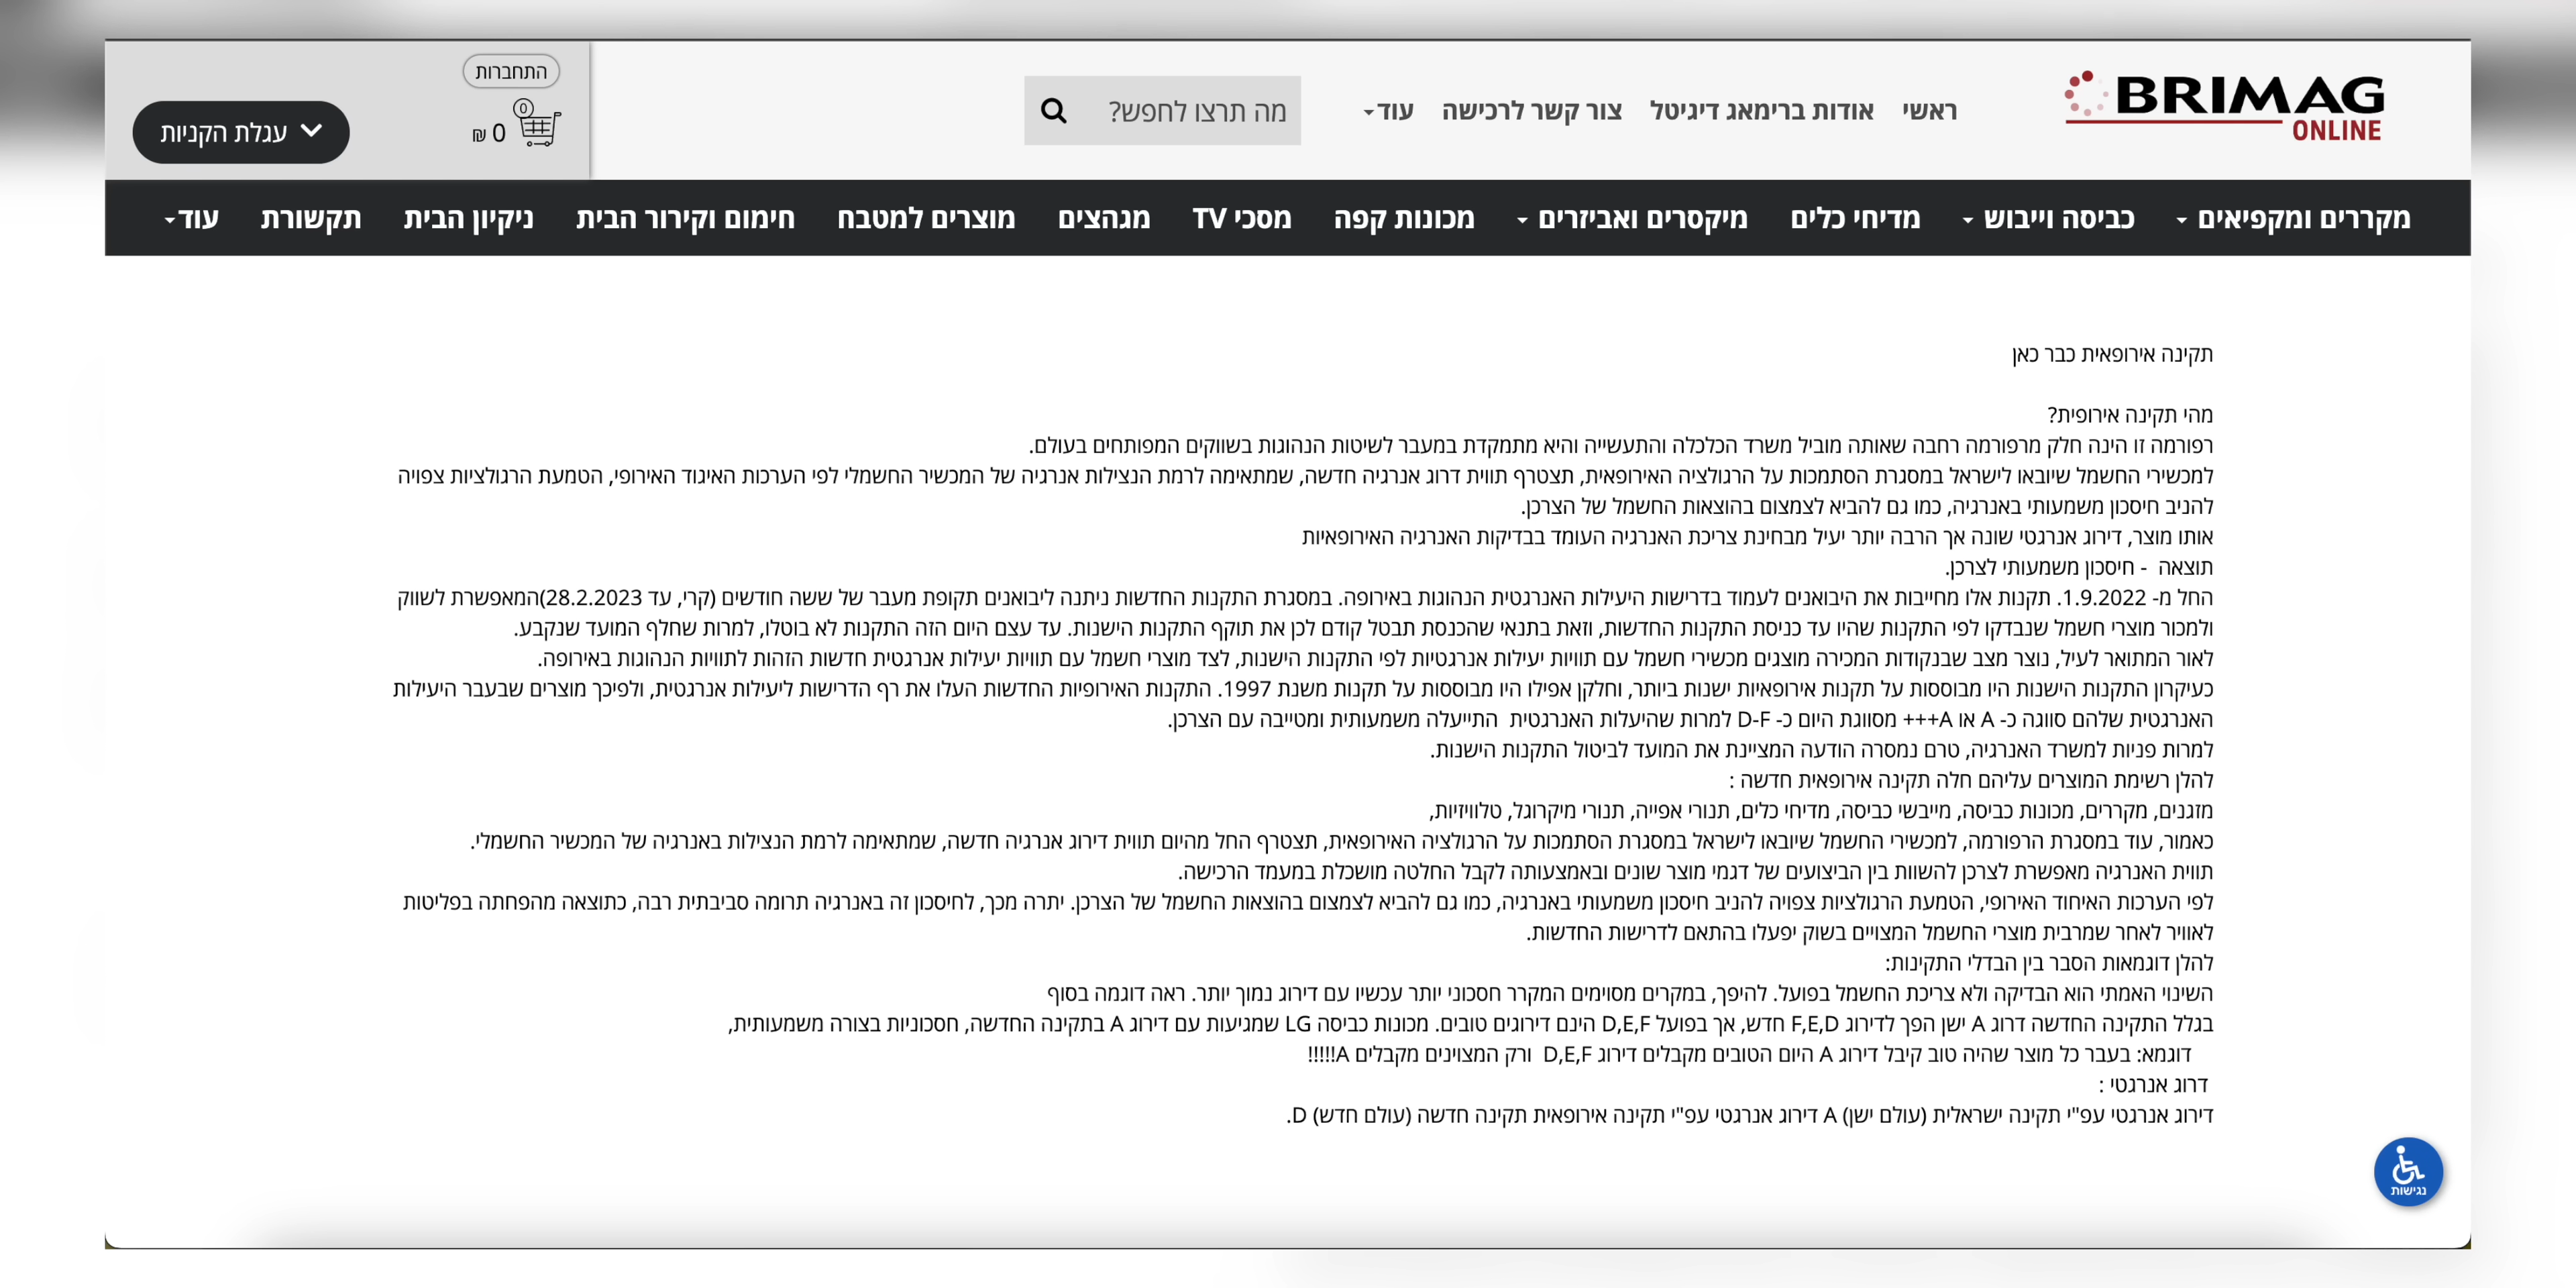 BRIMAG
ONLINE
ראשי
אודות ברימאג דיגיטל
צור קשר לרכישה
עוד
מה תרצו לחפש?
התחברות
0
0 ₪
עגלת הקניות
מקררים ומקפיאים
כביסה וייבוש
מדיחי כלים
מיקסרים ואביזרים
מכונות קפה
מסכי TV
מגהצים
מוצרים למטבח
חימום וקירור הבית
ניקיון הבית
תקשורת
עוד
תקינה אירופאית כבר כאן
מהי תקינה אירופית?
רפורמה זו הינה חלק מרפורמה רחבה שאותה מוביל משרד הכלכלה והתעשייה והיא מתמקדת במעבר לשיטות הנהוגות בשווקים המפותחים בעולם.
למכשירי החשמל שיובאו לישראל במסגרת הסתמכות על הרגולציה האירופאית, תצטרף תווית דרוג אנרגיה חדשה, שמתאימה לרמת הנצילות אנרגיה של המכשיר החשמלי לפי הערכות האיגוד האירופי, הטמעת הרגולציות צפויה
להניב חיסכון משמעותי באנרגיה, כמו גם להביא לצמצום בהוצאות החשמל של הצרכן.
אותו מוצר, דירוג אנרגטי שונה אך הרבה יותר יעיל מבחינת צריכת האנרגיה העומד בבדיקות האנרגיה האירופאיות
תוצאה - חיסכון משמעותי לצרכן.
החל מ- 1.9.2022. תקנות אלו מחייבות את היבואנים לעמוד בדרישות היעילות האנרגטית הנהוגות באירופה. במסגרת התקנות החדשות ניתנה ליבואנים תקופת מעבר של ששה חודשים (קרי, עד 28.2.2023)המאפשרת לשווק
ולמכור מוצרי חשמל שנבדקו לפי התקנות שהיו עד כניסת התקנות החדשות, וזאת בתנאי שהכנסת תבטל קודם לכן את תוקף התקנות הישנות. עד עצם היום הזה התקנות לא בוטלו, למרות שחלף המועד שנקבע.
לאור המתואר לעיל, נוצר מצב שבנקודות המכירה מוצגים מכשירי חשמל עם תוויות יעילות אנרגטיות לפי התקנות הישנות, לצד מוצרי חשמל עם תוויות יעילות אנרגטית חדשות הזהות לתוויות הנהוגות באירופה.
כעיקרון התקנות הישנות היו מבוססות על תקנות אירופאיות ישנות ביותר, וחלקן אפילו היו מבוססות על תקנות משנת 1997. התקנות האירופיות החדשות העלו את רף הדרישות ליעילות אנרגטית, ולפיכך מוצרים שבעבר היעילות
האנרגטית שלהם סווגה כ- A או A+++ מסווגת היום כ- D-F למרות שהיעלות האנרגטית  התייעלה משמעותית ומטייבה עם הצרכן.
למרות פניות למשרד האנרגיה, טרם נמסרה הודעה המציינת את המועד לביטול התקנות הישנות.
להלן רשימת המוצרים עליהם חלה תקינה אירופאית חדשה :
מזגנים, מקררים, מכונות כביסה, מייבשי כביסה, מדיחי כלים, תנורי אפייה, תנורי מיקרוגל, טלוויזיות,
כאמור, עוד במסגרת הרפורמה, למכשירי החשמל שיובאו לישראל במסגרת הסתמכות על הרגולציה האירופאית, תצטרף החל מהיום תווית דירוג אנרגיה חדשה, שמתאימה לרמת הנצילות באנרגיה של המכשיר החשמלי.
תווית האנרגיה מאפשרת לצרכן להשוות בין הביצועים של דגמי מוצר שונים ובאמצעותה לקבל החלטה מושכלת במעמד הרכישה.
לפי הערכות האיחוד האירופי, הטמעת הרגולציות צפויה להניב חיסכון משמעותי באנרגיה, כמו גם להביא לצמצום בהוצאות החשמל של הצרכן. יתרה מכך, לחיסכון זה באנרגיה תרומה סביבתית רבה, כתוצאה מהפחתה בפליטות
לאוויר לאחר שמרבית מוצרי החשמל המצויים בשוק יפעלו בהתאם לדרישות החדשות.
להלן דוגמאות הסבר בין הבדלי התקינות:
השינוי האמתי הוא הבדיקה ולא צריכת החשמל בפועל. להיפך, במקרים מסוימים המקרר חסכוני יותר עכשיו עם דירוג נמוך יותר. ראה דוגמה בסוף
בגלל התקינה החדשה דרוג A ישן הפך לדירוג F,E,D חדש, אך בפועל D,E,F הינם דירוגים טובים. מכונות כביסה LG שמגיעות עם דירוג A בתקינה החדשה, חסכוניות בצורה משמעותית,
דוגמא: בעבר כל מוצר שהיה טוב קיבל דירוג A היום הטובים מקבלים דירוג D,E,F  ורק המצוינים מקבלים A!!!!!
דרוג אנרגטי :
דירוג אנרגטי עפ"י תקינה ישראלית (עולם ישן) A דירוג אנרגטי עפ"י תקינה אירופאית תקינה חדשה (עולם חדש) D.
נגישות